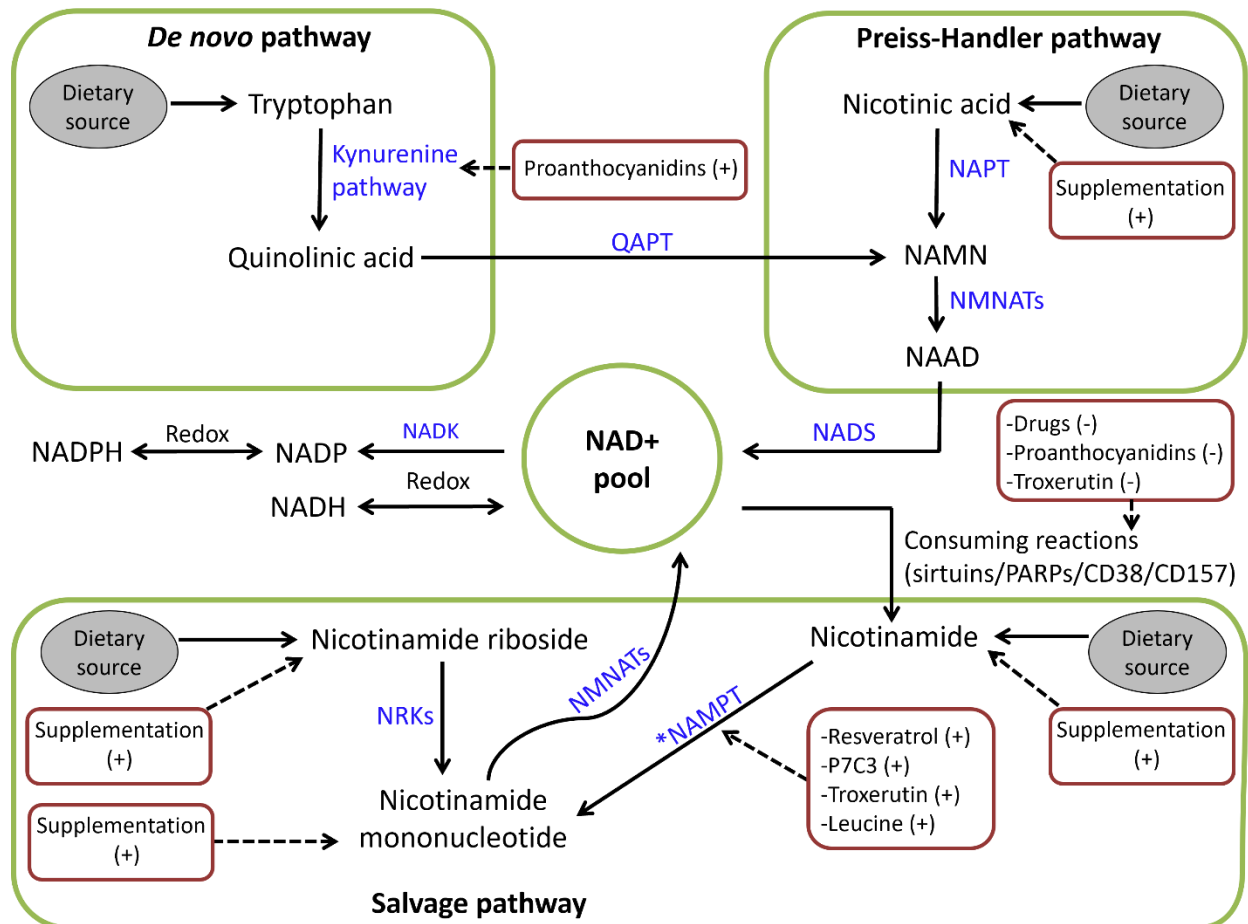 De novo pathway
Dietary
source
Tryptophan
Kynurenine
pathway
Proanthocyanidins (+)
Quinolinic acid
QAPT
Preiss-Handler pathway
Nicotinic acid
Dietary
source
NAPT
Supplementation
(+)
NAMN
NMNATs
NAAD
NADS
NADPH
Redox
NADP
NADK
NADH
Redox
NAD+
pool
-Drugs (-)
-Proanthocyanidins (-)
-Troxerutin (-)
Consuming reactions
(sirtuins/PARPs/CD38/CD157)
Dietary
source
Nicotinamide riboside
Supplementation
(+)
NRKs
NMNATs
Nicotinamide
Dietary
source
*NAMPT
-Resveratrol (+)
-P7C3 (+)
-Troxerutin (+)
-Leucine (+)
Supplementation
(+)
Supplementation
(+)
Nicotinamide
mononucleotide
Salvage pathway